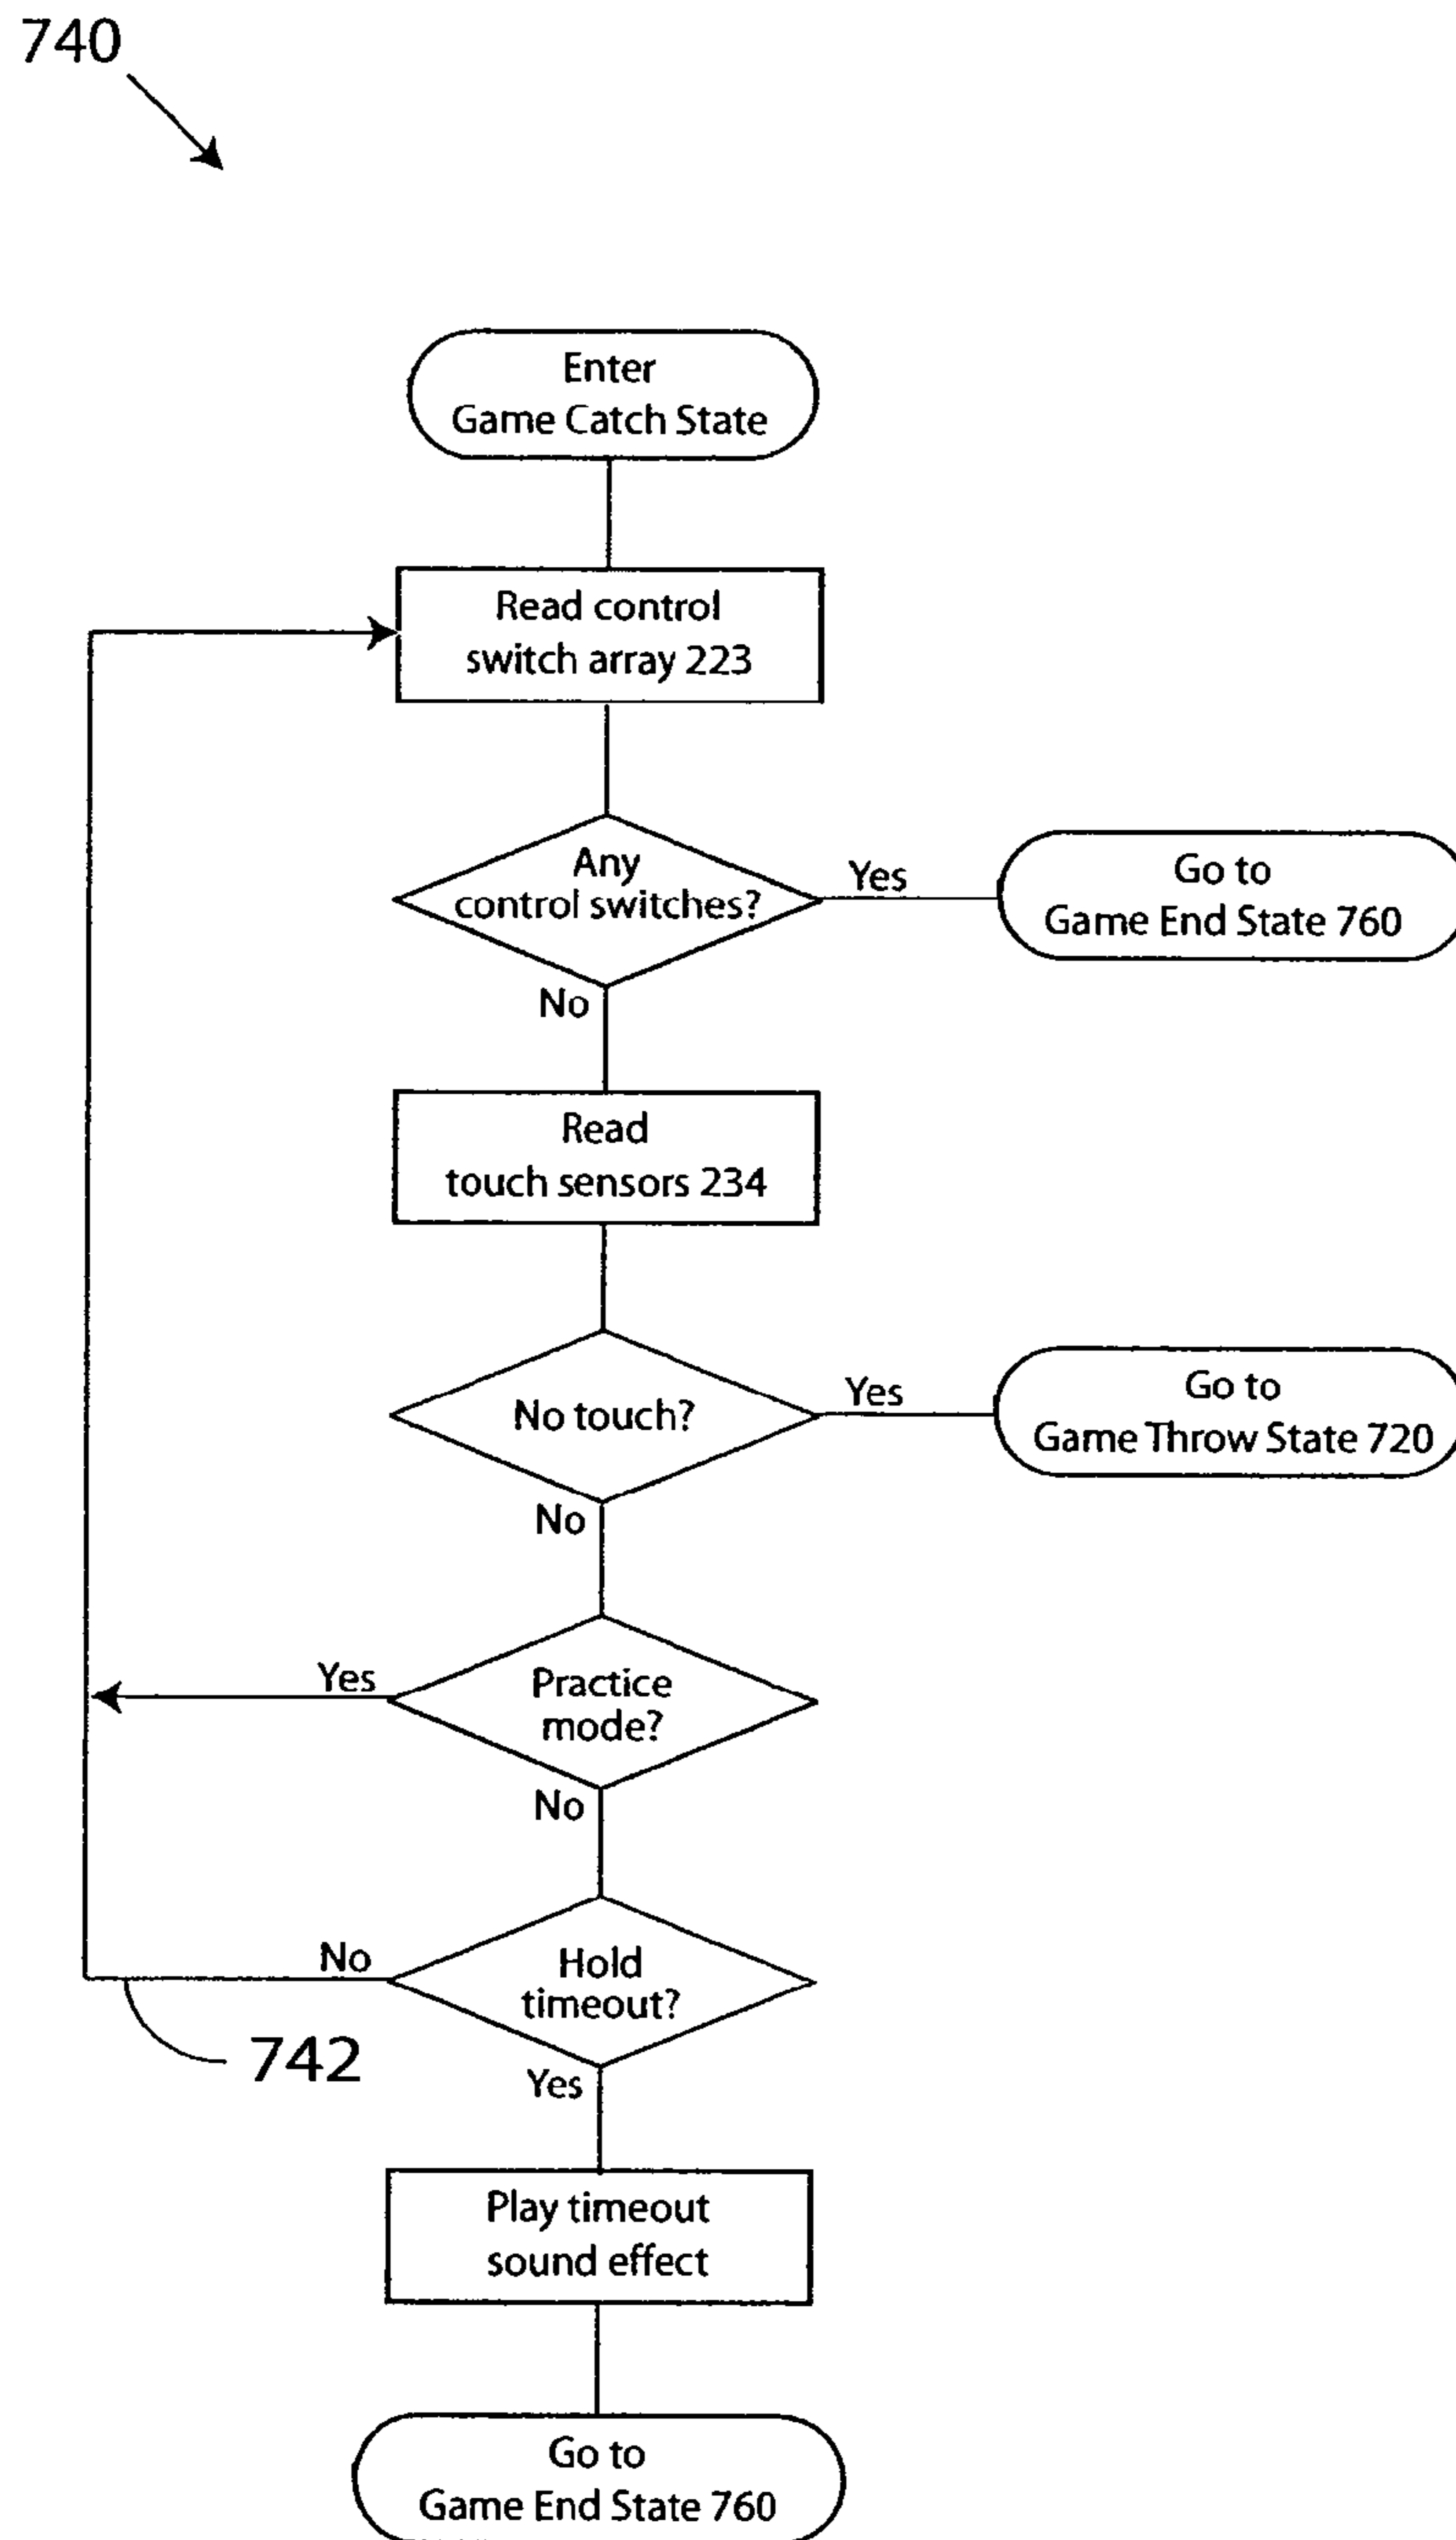 740
Enter
Game Catch State
Read control
switch array 223
Any
control switches?
Yes
Go to
Game End State 760
No
Read
touch sensors 234
No touch?
Yes
Go to
Game Throw State 720
No
Yes
Practice
mode?
No
No
Hold
timeout?
742
Yes
Play timeout
sound effect
Go to
Game End State 760